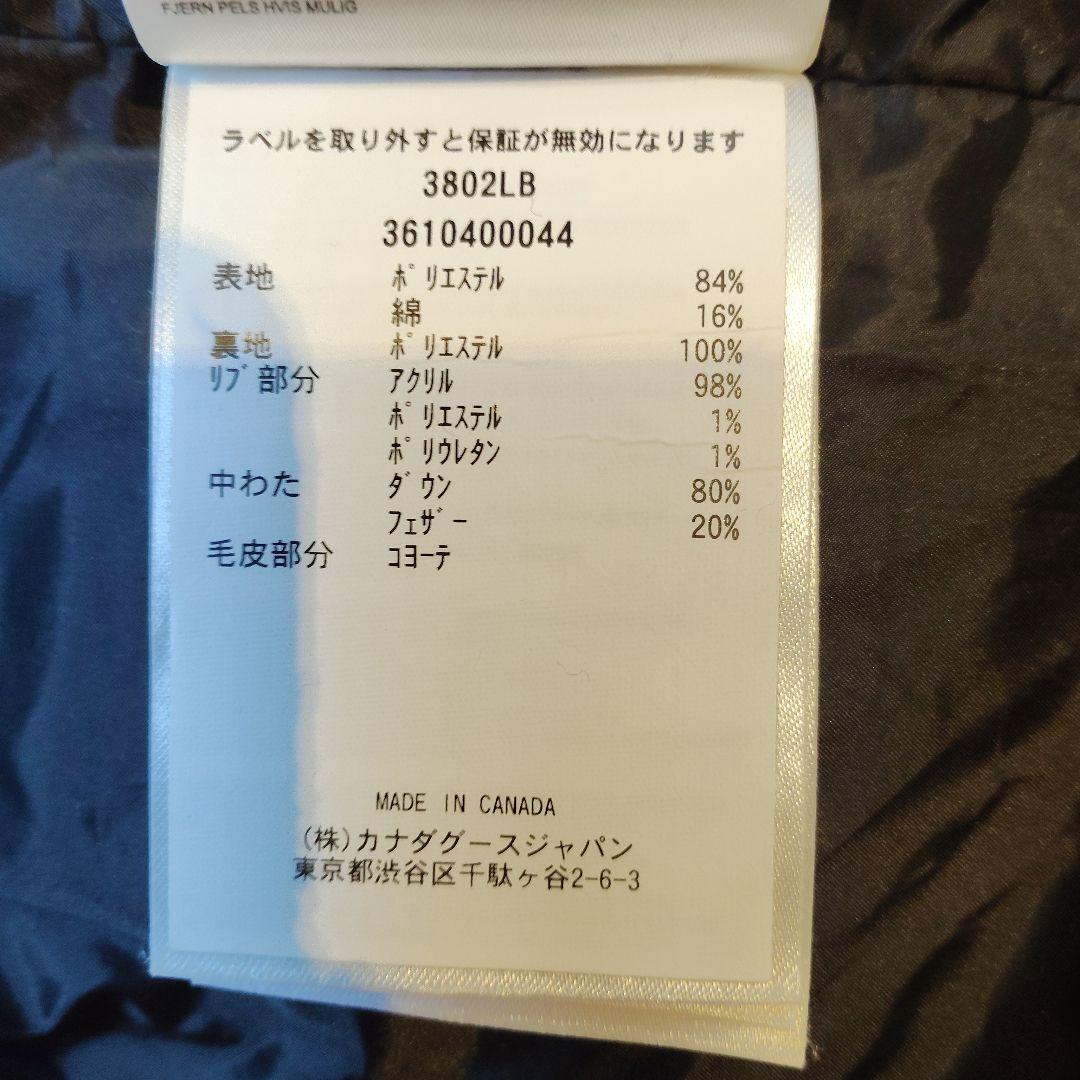 FJERN PELS HVIS MULIG
ラベルを取り外すと保証が無効になります
3802LB
3610400044
表地 ﾎﾟﾘｴｽﾃﾙ 84%
綿 16%
裏地 ﾎﾟﾘｴｽﾃﾙ 100%
ﾘﾌﾞ部分 ｱｸﾘﾙ 98%
ﾎﾟﾘｴｽﾃﾙ 1%
ﾎﾟﾘｳﾚﾀﾝ 1%
中わた ﾀﾞｳﾝ 80%
ﾌｪｻﾞｰ 20%
毛皮部分 ｺﾖｰﾃ
MADE IN CANADA
(株)カナダグースジャパン
東京都渋谷区千駄ヶ谷2-6-3